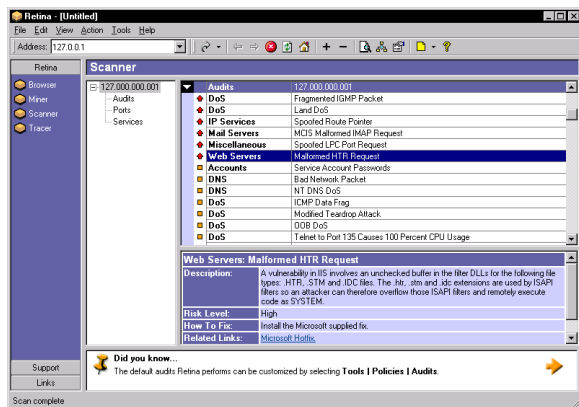 Retina - [Untitled]
File Edit View Action Tools Help
Address: 127.0.0.1
Retina
Browser
Miner
Scanner
Tracer
Support
Links
Scanner
127.000.000.001
Audits
Ports
Services
Audits 127.000.000.001
DoS Fragmented IGMP Packet
DoS Land DoS
IP Services Spoofed Route Pointer
Mail Servers MCIS Malformed IMAP Request
Miscellaneous Spoofed LPC Port Request
Web Servers Malformed HTR Request
Accounts Service Account Passwords
DNS Bad Network Packet
DNS NT DNS DoS
DoS ICMP Data Frag
DoS Modified Teardrop Attack
DoS OOB DoS
DoS Telnet to Port 135 Causes 100 Percent CPU Usage
Web Servers: Malformed HTR Request
Description: A vulnerability in IIS involves an unchecked buffer in the filter DLLs for the following file
types: .HTR, .STM and .IDC files. The .htr, .stm and .idc extensions are used by ISAPI
filters so an attacker can therefore overflow those ISAPI filters and remotely execute
code as SYSTEM.
Risk Level: High
How To Fix: Install the Microsoft supplied fix.
Related Links: Microsoft Hotfix.
Did you know...
The default audits Retina performs can be customized by selecting Tools | Policies | Audits.
Scan complete